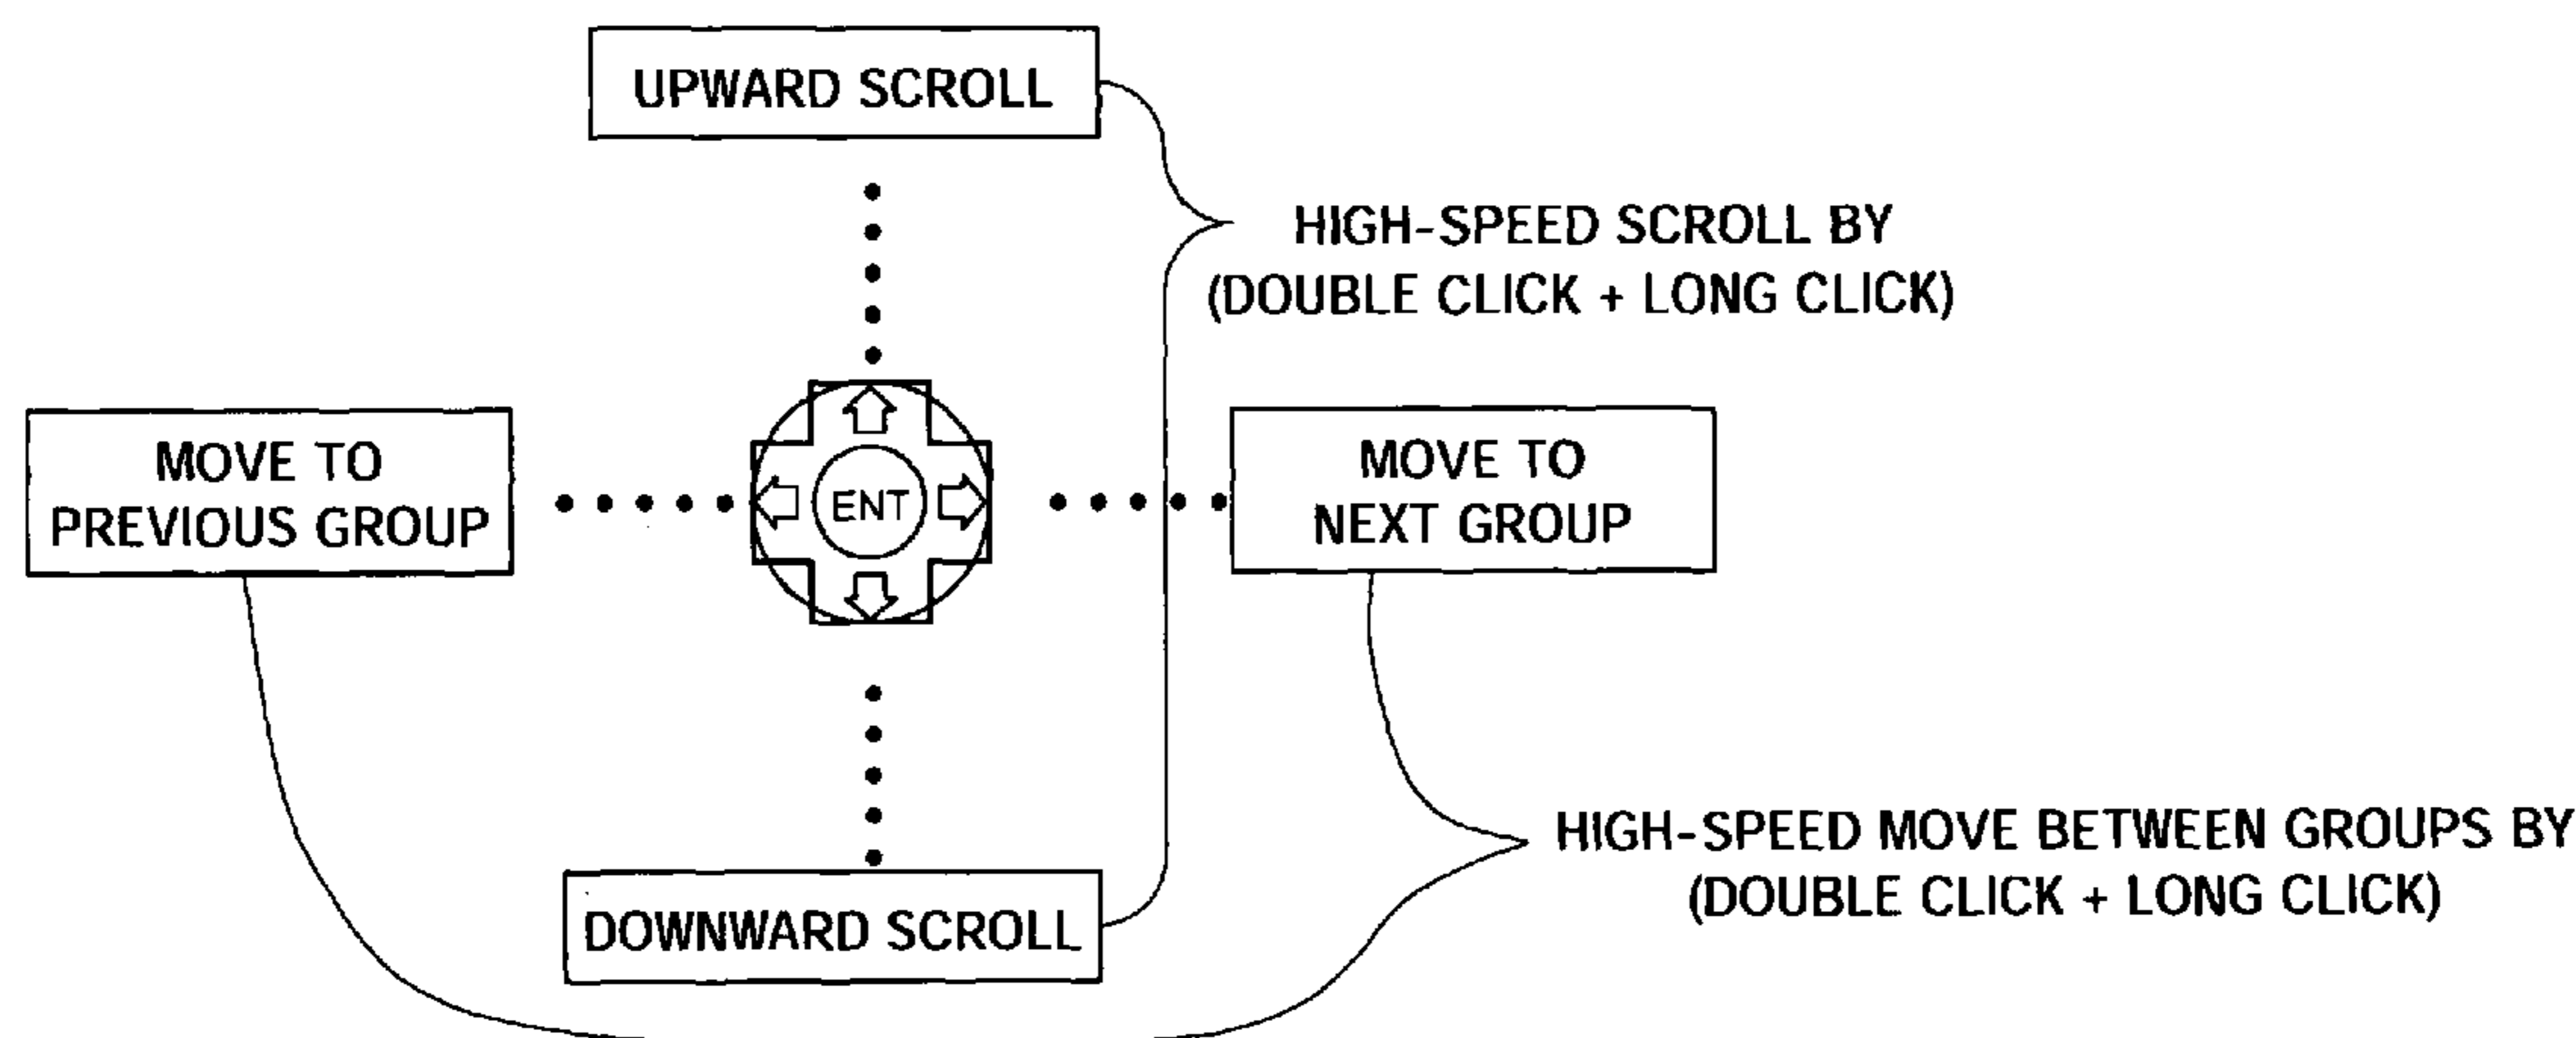 UPWARD SCROLL
HIGH-SPEED SCROLL BY
(DOUBLE CLICK + LONG CLICK)
MOVE TO
PREVIOUS GROUP
ENT
MOVE TO
NEXT GROUP
HIGH-SPEED MOVE BETWEEN GROUPS BY
(DOUBLE CLICK + LONG CLICK)
DOWNWARD SCROLL